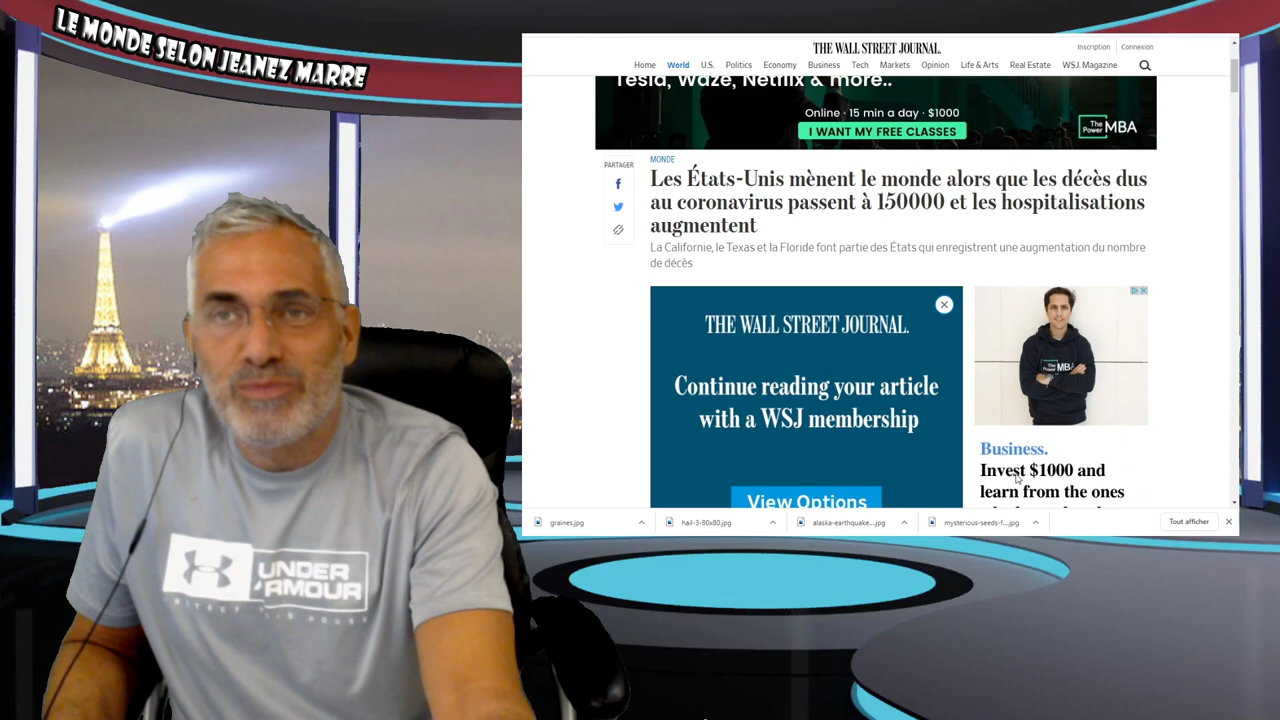 LE MONDE SELON JEANEZ MARRE
THE WALL STREET JOURNAL.
Inscription
Connexion
Home World U.S. Politics Economy Business Tech Markets Opinion Life & Arts Real Estate WSJ. Magazine
Tesla, Waze, Netflix & more..
Online · 15 min a day · $1000
I WANT MY FREE CLASSES
The Power MBA
PARTAGER
MONDE
Les États-Unis mènent le monde alors que les décès dus
au coronavirus passent à 150000 et les hospitalisations
augmentent
La Californie, le Texas et la Floride font partie des États qui enregistrent une augmentation du nombre
de décès
THE WALL STREET JOURNAL.
Continue reading your article
with a WSJ membership
View Options
The Power MBA
Business.
Invest $1000 and
learn from the ones
graines.jpg
hail-3-80x80.jpg
alaska-earthquake....jpg
mysterious-seeds-f....jpg
Tout afficher
UNDER
ARMOUR